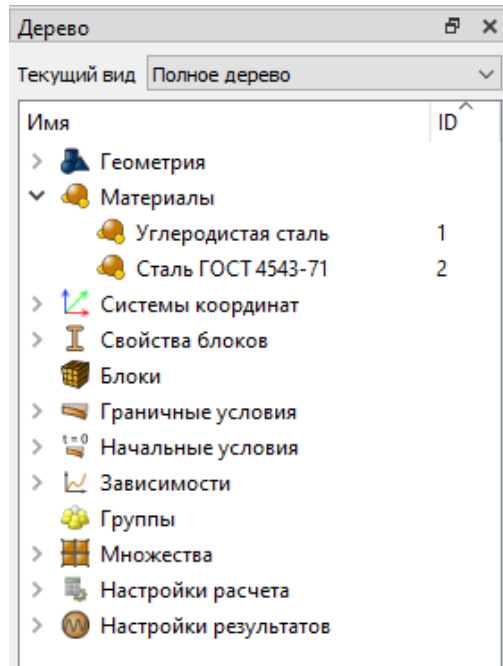 Дерево
Текущий вид Полное дерево
Имя ID
Геометрия
Материалы
Углеродистая сталь 1
Сталь ГОСТ 4543-71 2
Системы координат
Свойства блоков
Блоки
Граничные условия
t=0 Начальные условия
Зависимости
Группы
Множества
Настройки расчета
Настройки результатов